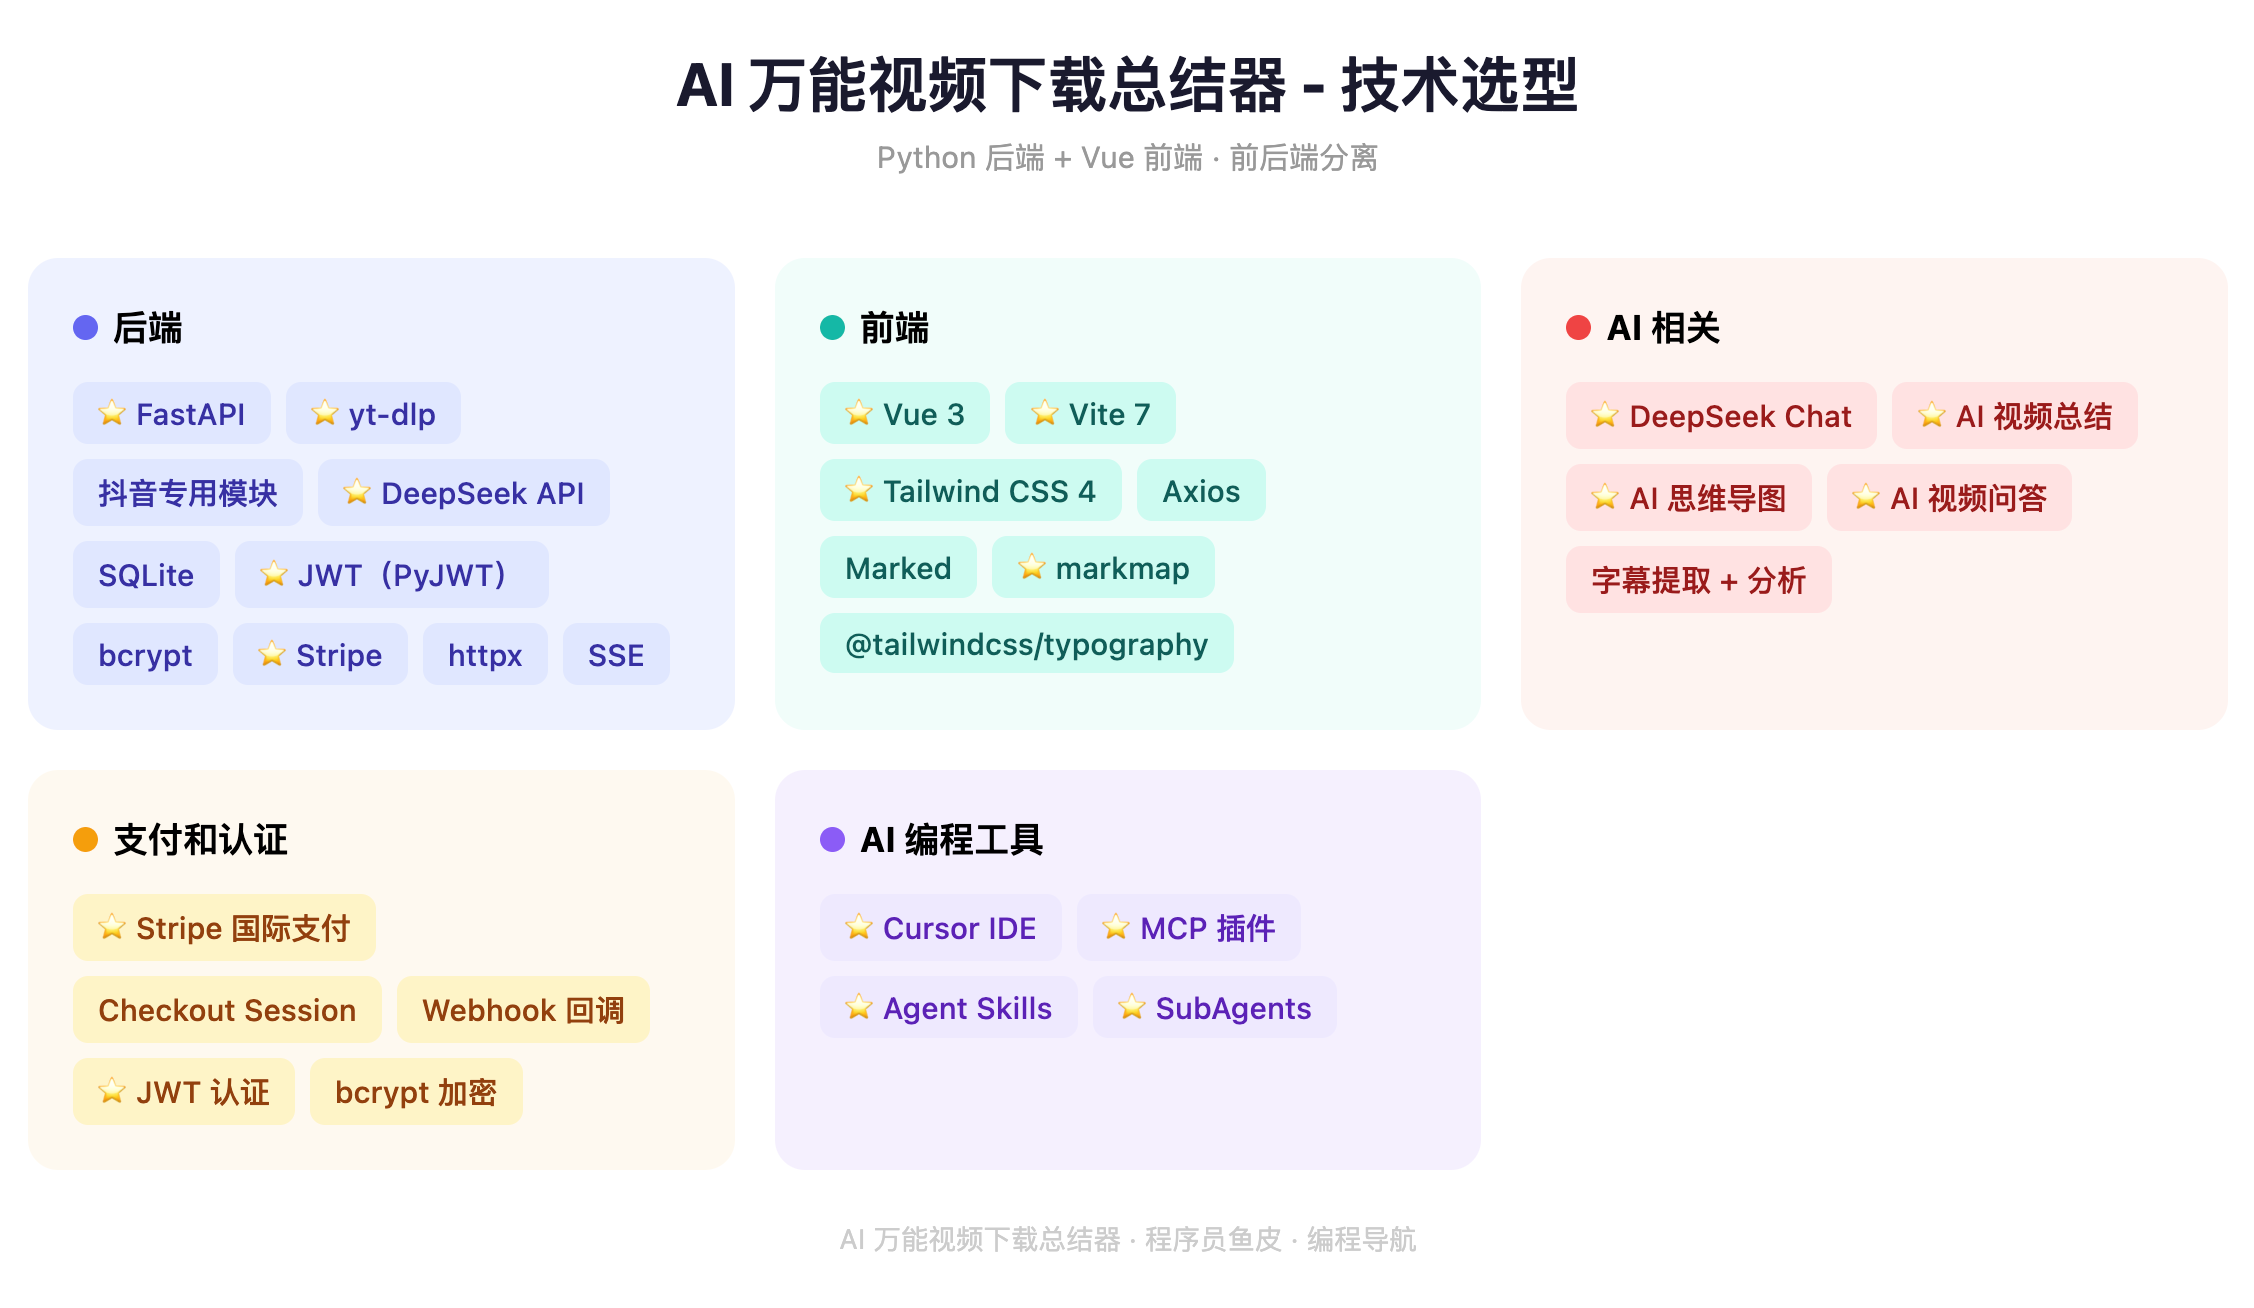 AI 万能视频下载总结器 - 技术选型
Python 后端 + Vue 前端 · 前后端分离
后端
⭐ FastAPI ⭐ yt-dlp
抖音专用模块 ⭐ DeepSeek API
SQLite ⭐ JWT（PyJWT）
bcrypt ⭐ Stripe httpx SSE
前端
⭐ Vue 3 ⭐ Vite 7
⭐ Tailwind CSS 4 Axios
Marked ⭐ markmap
@tailwindcss/typography
AI 相关
⭐ DeepSeek Chat ⭐ AI 视频总结
⭐ AI 思维导图 ⭐ AI 视频问答
字幕提取 + 分析
支付和认证
⭐ Stripe 国际支付
Checkout Session Webhook 回调
⭐ JWT 认证 bcrypt 加密
AI 编程工具
⭐ Cursor IDE ⭐ MCP 插件
⭐ Agent Skills ⭐ SubAgents
AI 万能视频下载总结器 · 程序员鱼皮 · 编程导航